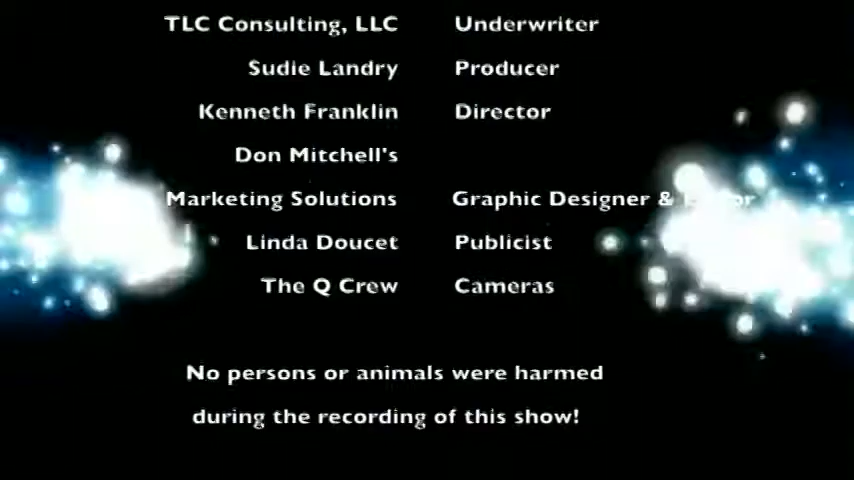 TLC Consulting, LLC Underwriter
Sudie Landry Producer
Kenneth Franklin Director
Don Mitchell's
Marketing Solutions Graphic Designer &
Linda Doucet Publicist
The Q Crew Cameras
No persons or animals were harmed
during the recording of this show!